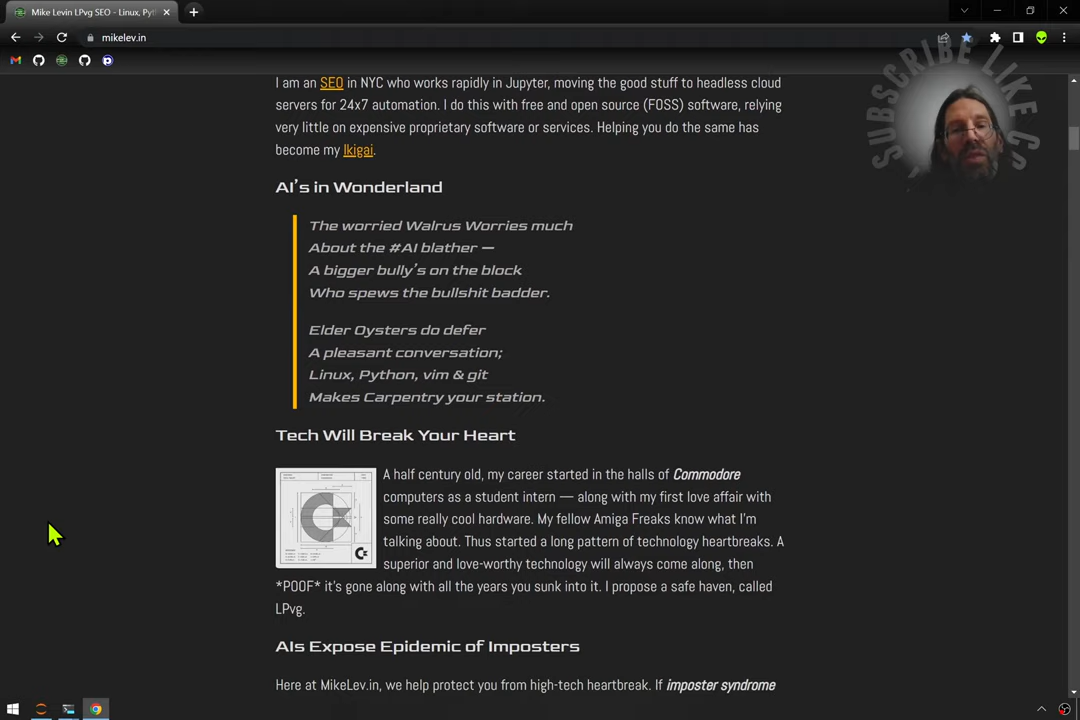 Mike Levin LPvg SEO - Linux, Pyt
mikelev.in
SUBSCRIBE LIKE
I am an SEO in NYC who works rapidly in Jupyter, moving the good stuff to headless cloud
servers for 24x7 automation. I do this with free and open source (FOSS) software, relying
very little on expensive proprietary software or services. Helping you do the same has
become my Ikigai.
AI's in Wonderland
The worried Walrus Worries much
About the #AI blather —
A bigger bully's on the block
Who spews the bullshit badder.
Elder Oysters do defer
A pleasant conversation;
Linux, Python, vim & git
Makes Carpentry your station.
Tech Will Break Your Heart
A half century old, my career started in the halls of Commodore
computers as a student intern — along with my first love affair with
some really cool hardware. My fellow Amiga Freaks know what I'm
talking about. Thus started a long pattern of technology heartbreaks. A
superior and love-worthy technology will always come along, then
*POOF* it's gone along with all the years you sunk into it. I propose a safe haven, called
LPvg.
AIs Expose Epidemic of Imposters
Here at MikeLev.in, we help protect you from high-tech heartbreak. If imposter syndrome